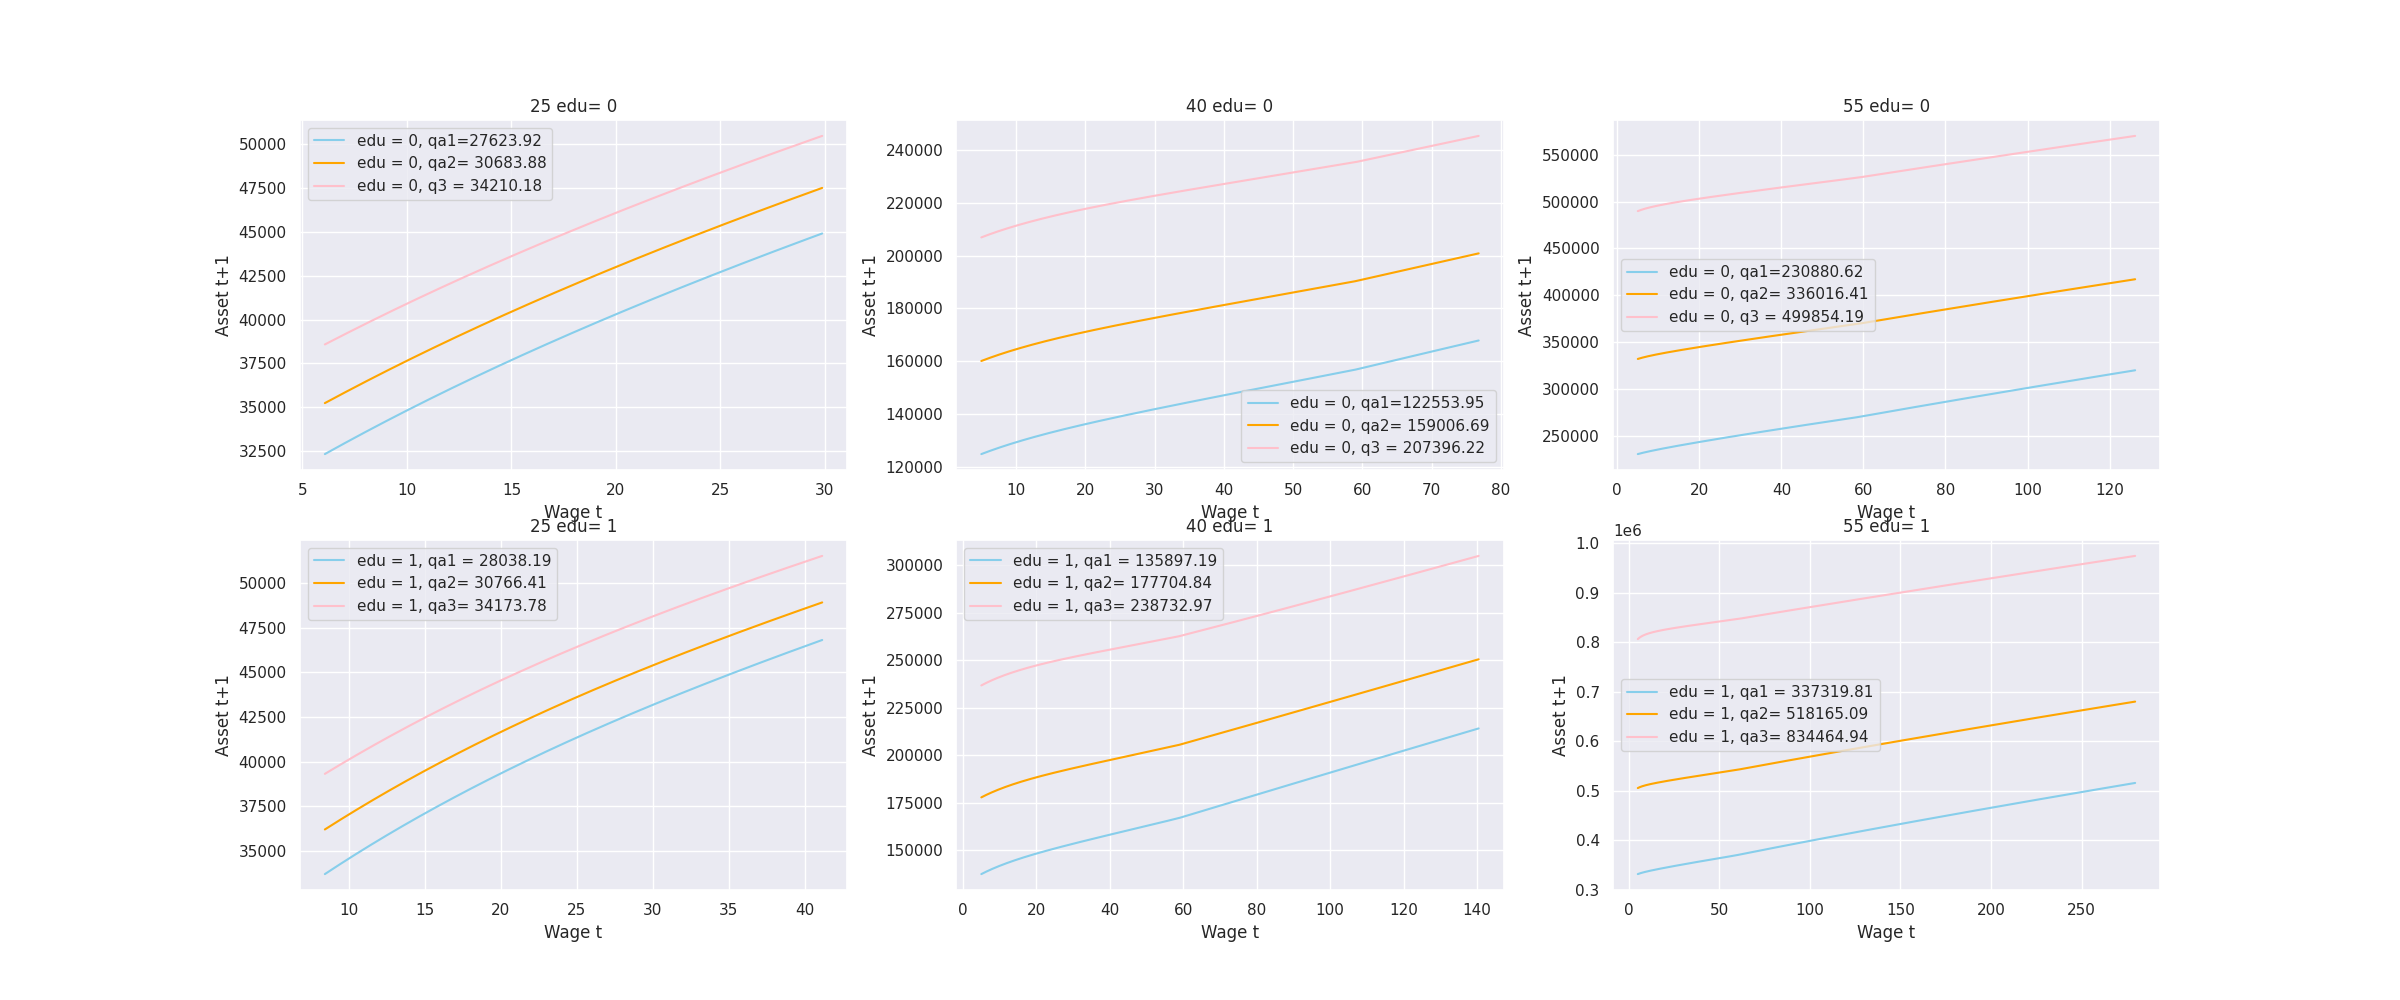 25 edu= 0
Asset t+1
50000
47500
45000
42500
40000
37500
35000
32500
edu = 0, qa1=27623.92
edu = 0, qa2= 30683.88
edu = 0, q3 = 34210.18
5 10 15 20 25 30
Wage t
40 edu= 0
Asset t+1
240000
220000
200000
180000
160000
140000
120000
edu = 0, qa1=122553.95
edu = 0, qa2= 159006.69
edu = 0, q3 = 207396.22
10 20 30 40 50 60 70 80
Wage t
55 edu= 0
Asset t+1
550000
500000
450000
400000
350000
300000
250000
edu = 0, qa1=230880.62
edu = 0, qa2= 336016.41
edu = 0, q3 = 499854.19
0 20 40 60 80 100 120
Wage t
25 edu= 1
Asset t+1
50000
47500
45000
42500
40000
37500
35000
edu = 1, qa1 = 28038.19
edu = 1, qa2= 30766.41
edu = 1, qa3= 34173.78
10 15 20 25 30 35 40
Wage t
40 edu= 1
Asset t+1
300000
275000
250000
225000
200000
175000
150000
edu = 1, qa1 = 135897.19
edu = 1, qa2= 177704.84
edu = 1, qa3= 238732.97
0 20 40 60 80 100 120 140
Wage t
55 edu= 1
1e6
Asset t+1
1.0
0.9
0.8
0.7
0.6
0.5
0.4
0.3
edu = 1, qa1 = 337319.81
edu = 1, qa2= 518165.09
edu = 1, qa3= 834464.94
0 50 100 150 200 250
Wage t